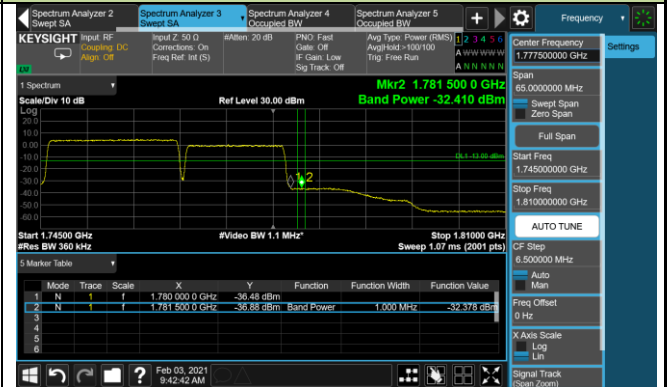 Spectrum Analyzer 2
Swept SA
Spectrum Analyzer 3
Swept SA
Spectrum Analyzer 4
Occupied BW
Spectrum Analyzer 5
Occupied BW
+
Frequency
KEYSIGHT
Input: RF
Coupling: DC
Align: Off
Input Z: 50 Ω
Corrections: On
Freq Ref: Int (S)
#Atten: 20 dB
PNO: Fast
Gate: Off
IF Gain: Low
Sig Track: Off
Avg Type: Power (RMS)
Avg|Hold:>100/100
Trig: Free Run
1 2 3 4 5 6
A W W W W W
A N N N N N
Center Frequency
1.777500000 GHz
Settings
Span
65.0000000 MHz
Swept Span
Zero Span
Full Span
Start Freq
1.745000000 GHz
Stop Freq
1.810000000 GHz
AUTO TUNE
CF Step
6.500000 MHz
Auto
Man
Freq Offset
0 Hz
X Axis Scale
Log
Lin
Signal Track
(Span Zoom)
1 Spectrum
Scale/Div 10 dB
Ref Level 30.00 dBm
Mkr2 1.781 500 0 GHz
Band Power -32.410 dBm
Log
20.0
10.0
0.00
-10.0
-20.0
-30.0
-40.0
-50.0
-60.0
DL1 -13.00 dBm
1
2
Start 1.74500 GHz
#Res BW 360 kHz
#Video BW 1.1 MHz*
Stop 1.81000 GHz
Sweep 1.07 ms (2001 pts)
5 Marker Table
Mode Trace Scale X Y Function Function Width Function Value
1 N 1 f 1.780 000 0 GHz -36.48 dBm
2 N 1 f 1.781 500 0 GHz -36.88 dBm Band Power 1.000 MHz -32.378 dBm
3
4
5
6
?
Feb 03, 2021
9:42:42 AM